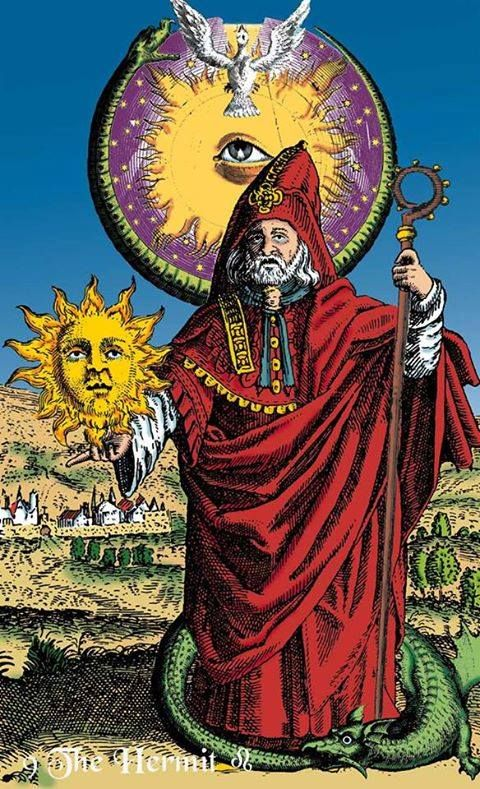 9 The Hermit ♌